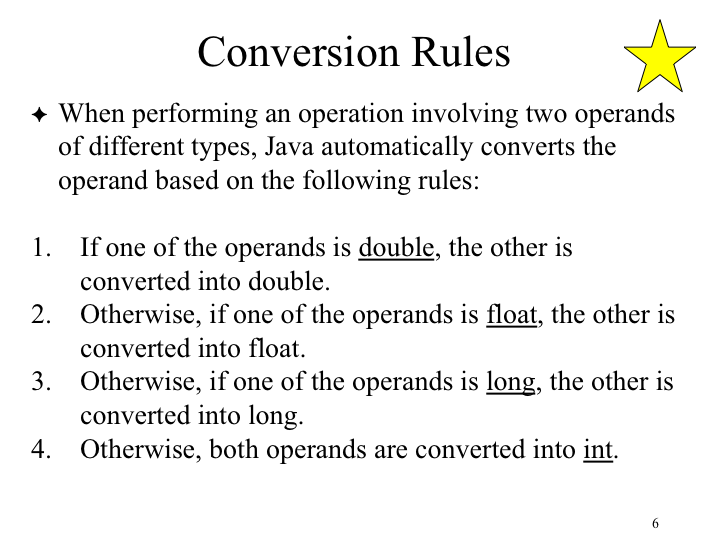 Conversion Rules
✦ When performing an operation involving two operands
of different types, Java automatically converts the
operand based on the following rules:
1. If one of the operands is double, the other is
converted into double.
2. Otherwise, if one of the operands is float, the other is
converted into float.
3. Otherwise, if one of the operands is long, the other is
converted into long.
4. Otherwise, both operands are converted into int.
6